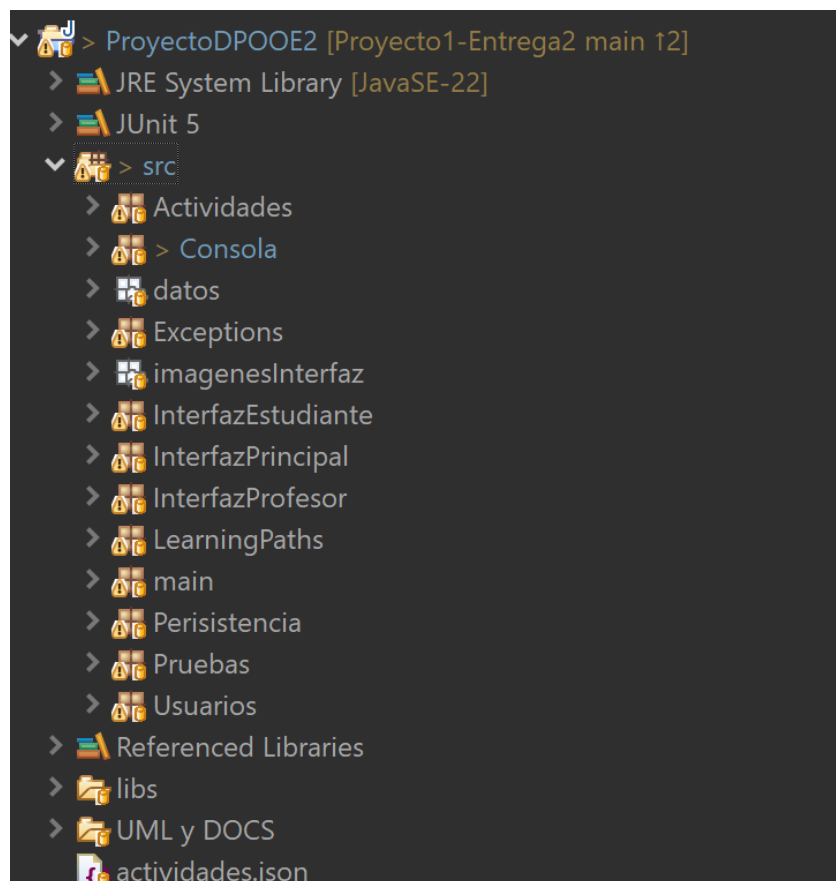 > ProyectoDPOOE2 [Proyecto1-Entrega2 main ↑2]
JRE System Library [JavaSE-22]
JUnit 5
> src
Actividades
> Consola
datos
Exceptions
imagenesInterfaz
InterfazEstudiante
InterfazPrincipal
InterfazProfesor
LearningPaths
main
Perisistencia
Pruebas
Usuarios
Referenced Libraries
libs
UML y DOCS
actividades.json